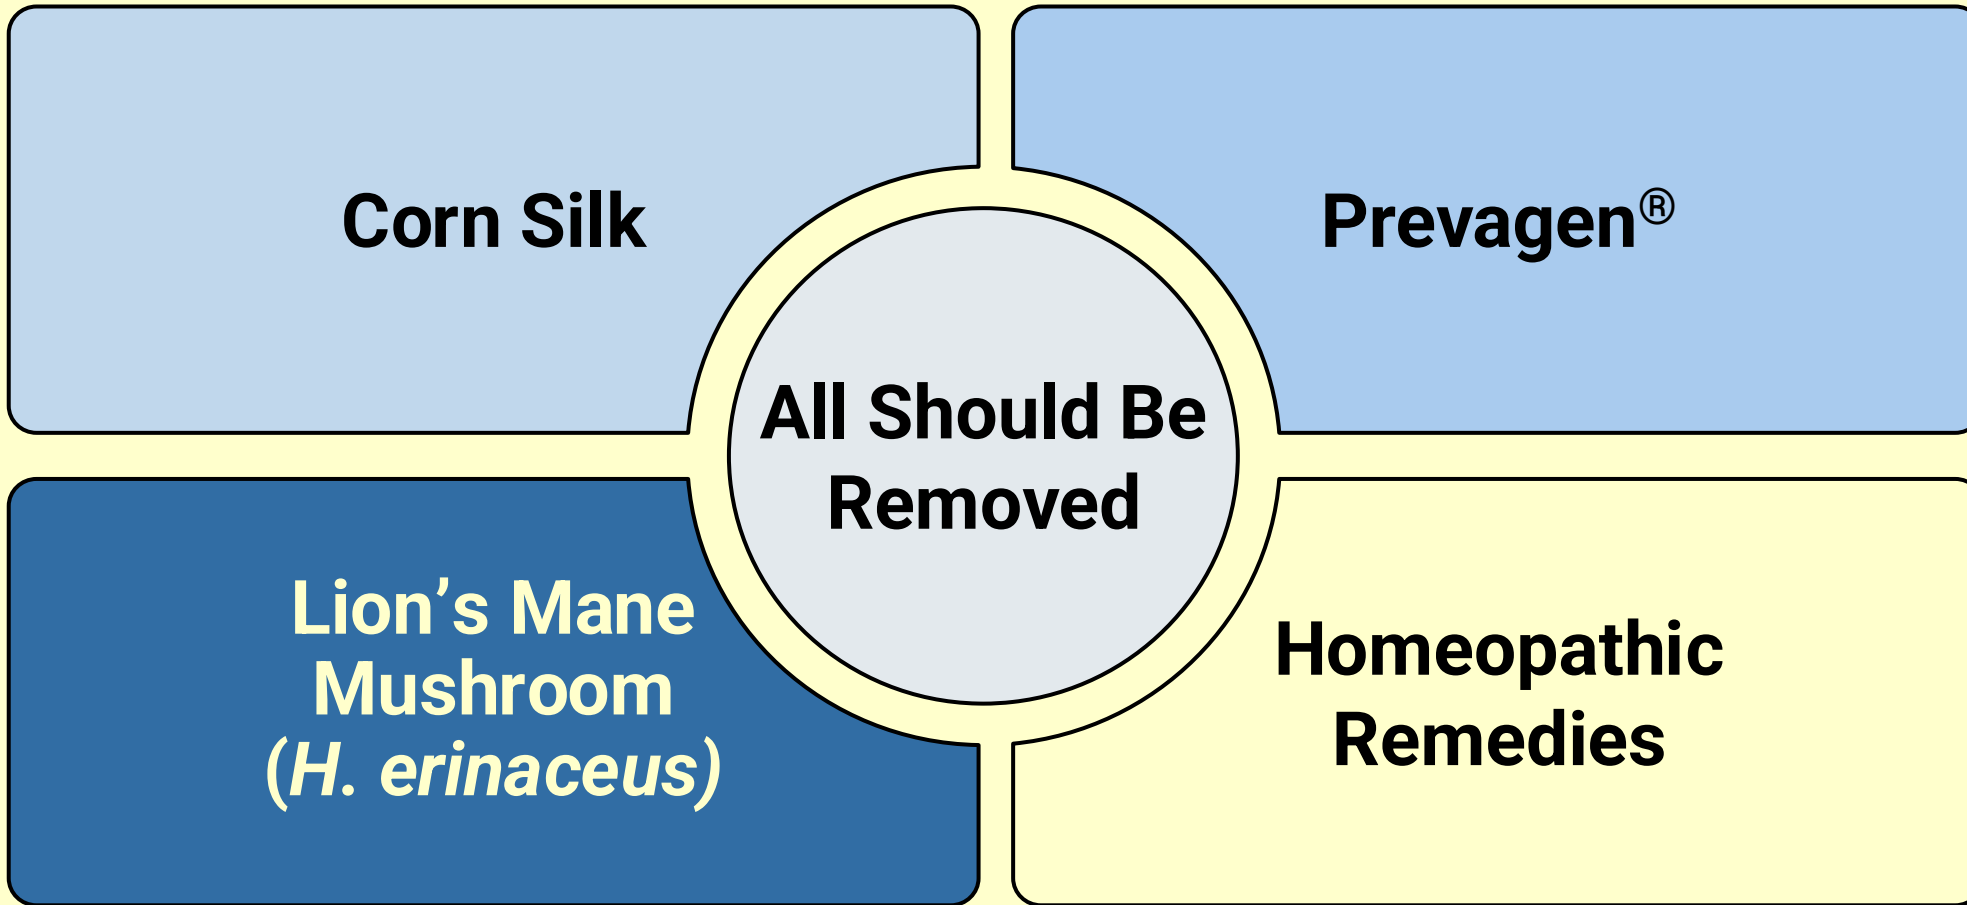 Corn Silk
Prevagen®
All Should Be
Removed
Lion’s Mane
Mushroom
(H. erinaceus)
Homeopathic
Remedies